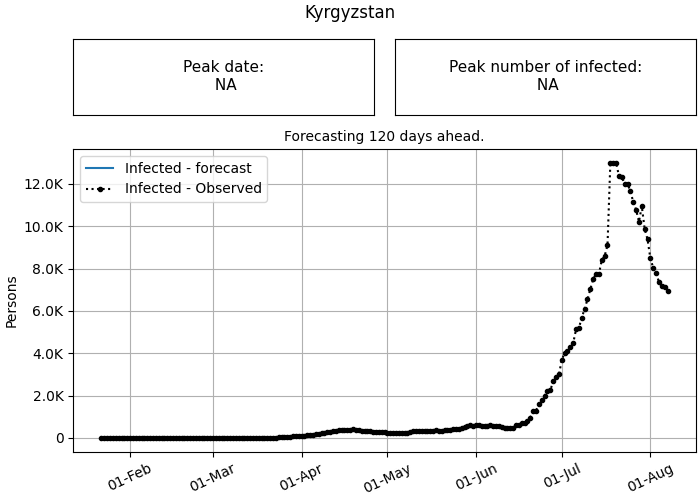 Kyrgyzstan
Peak date:
NA
Peak number of infected:
NA
Forecasting 120 days ahead.
Infected - forecast
Infected - Observed
12.0K
10.0K
8.0K
6.0K
4.0K
2.0K
0
Persons
01-Feb
01-Mar
01-Apr
01-May
01-Jun
01-Jul
01-Aug